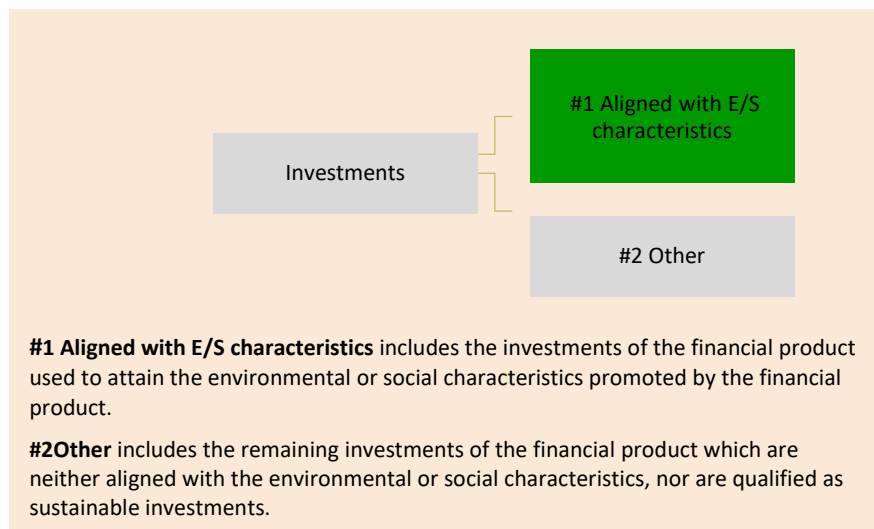 #1 Aligned with E/S
characteristics
Investments
#2 Other
#1 Aligned with E/S characteristics includes the investments of the financial product
used to attain the environmental or social characteristics promoted by the financial
product.
#2Other includes the remaining investments of the financial product which are
neither aligned with the environmental or social characteristics, nor are qualified as
sustainable investments.